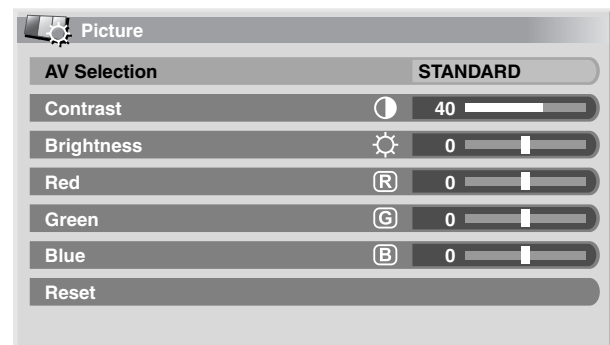 Picture
AV Selection STANDARD
Contrast 40
Brightness 0
Red R 0
Green G 0
Blue B 0
Reset